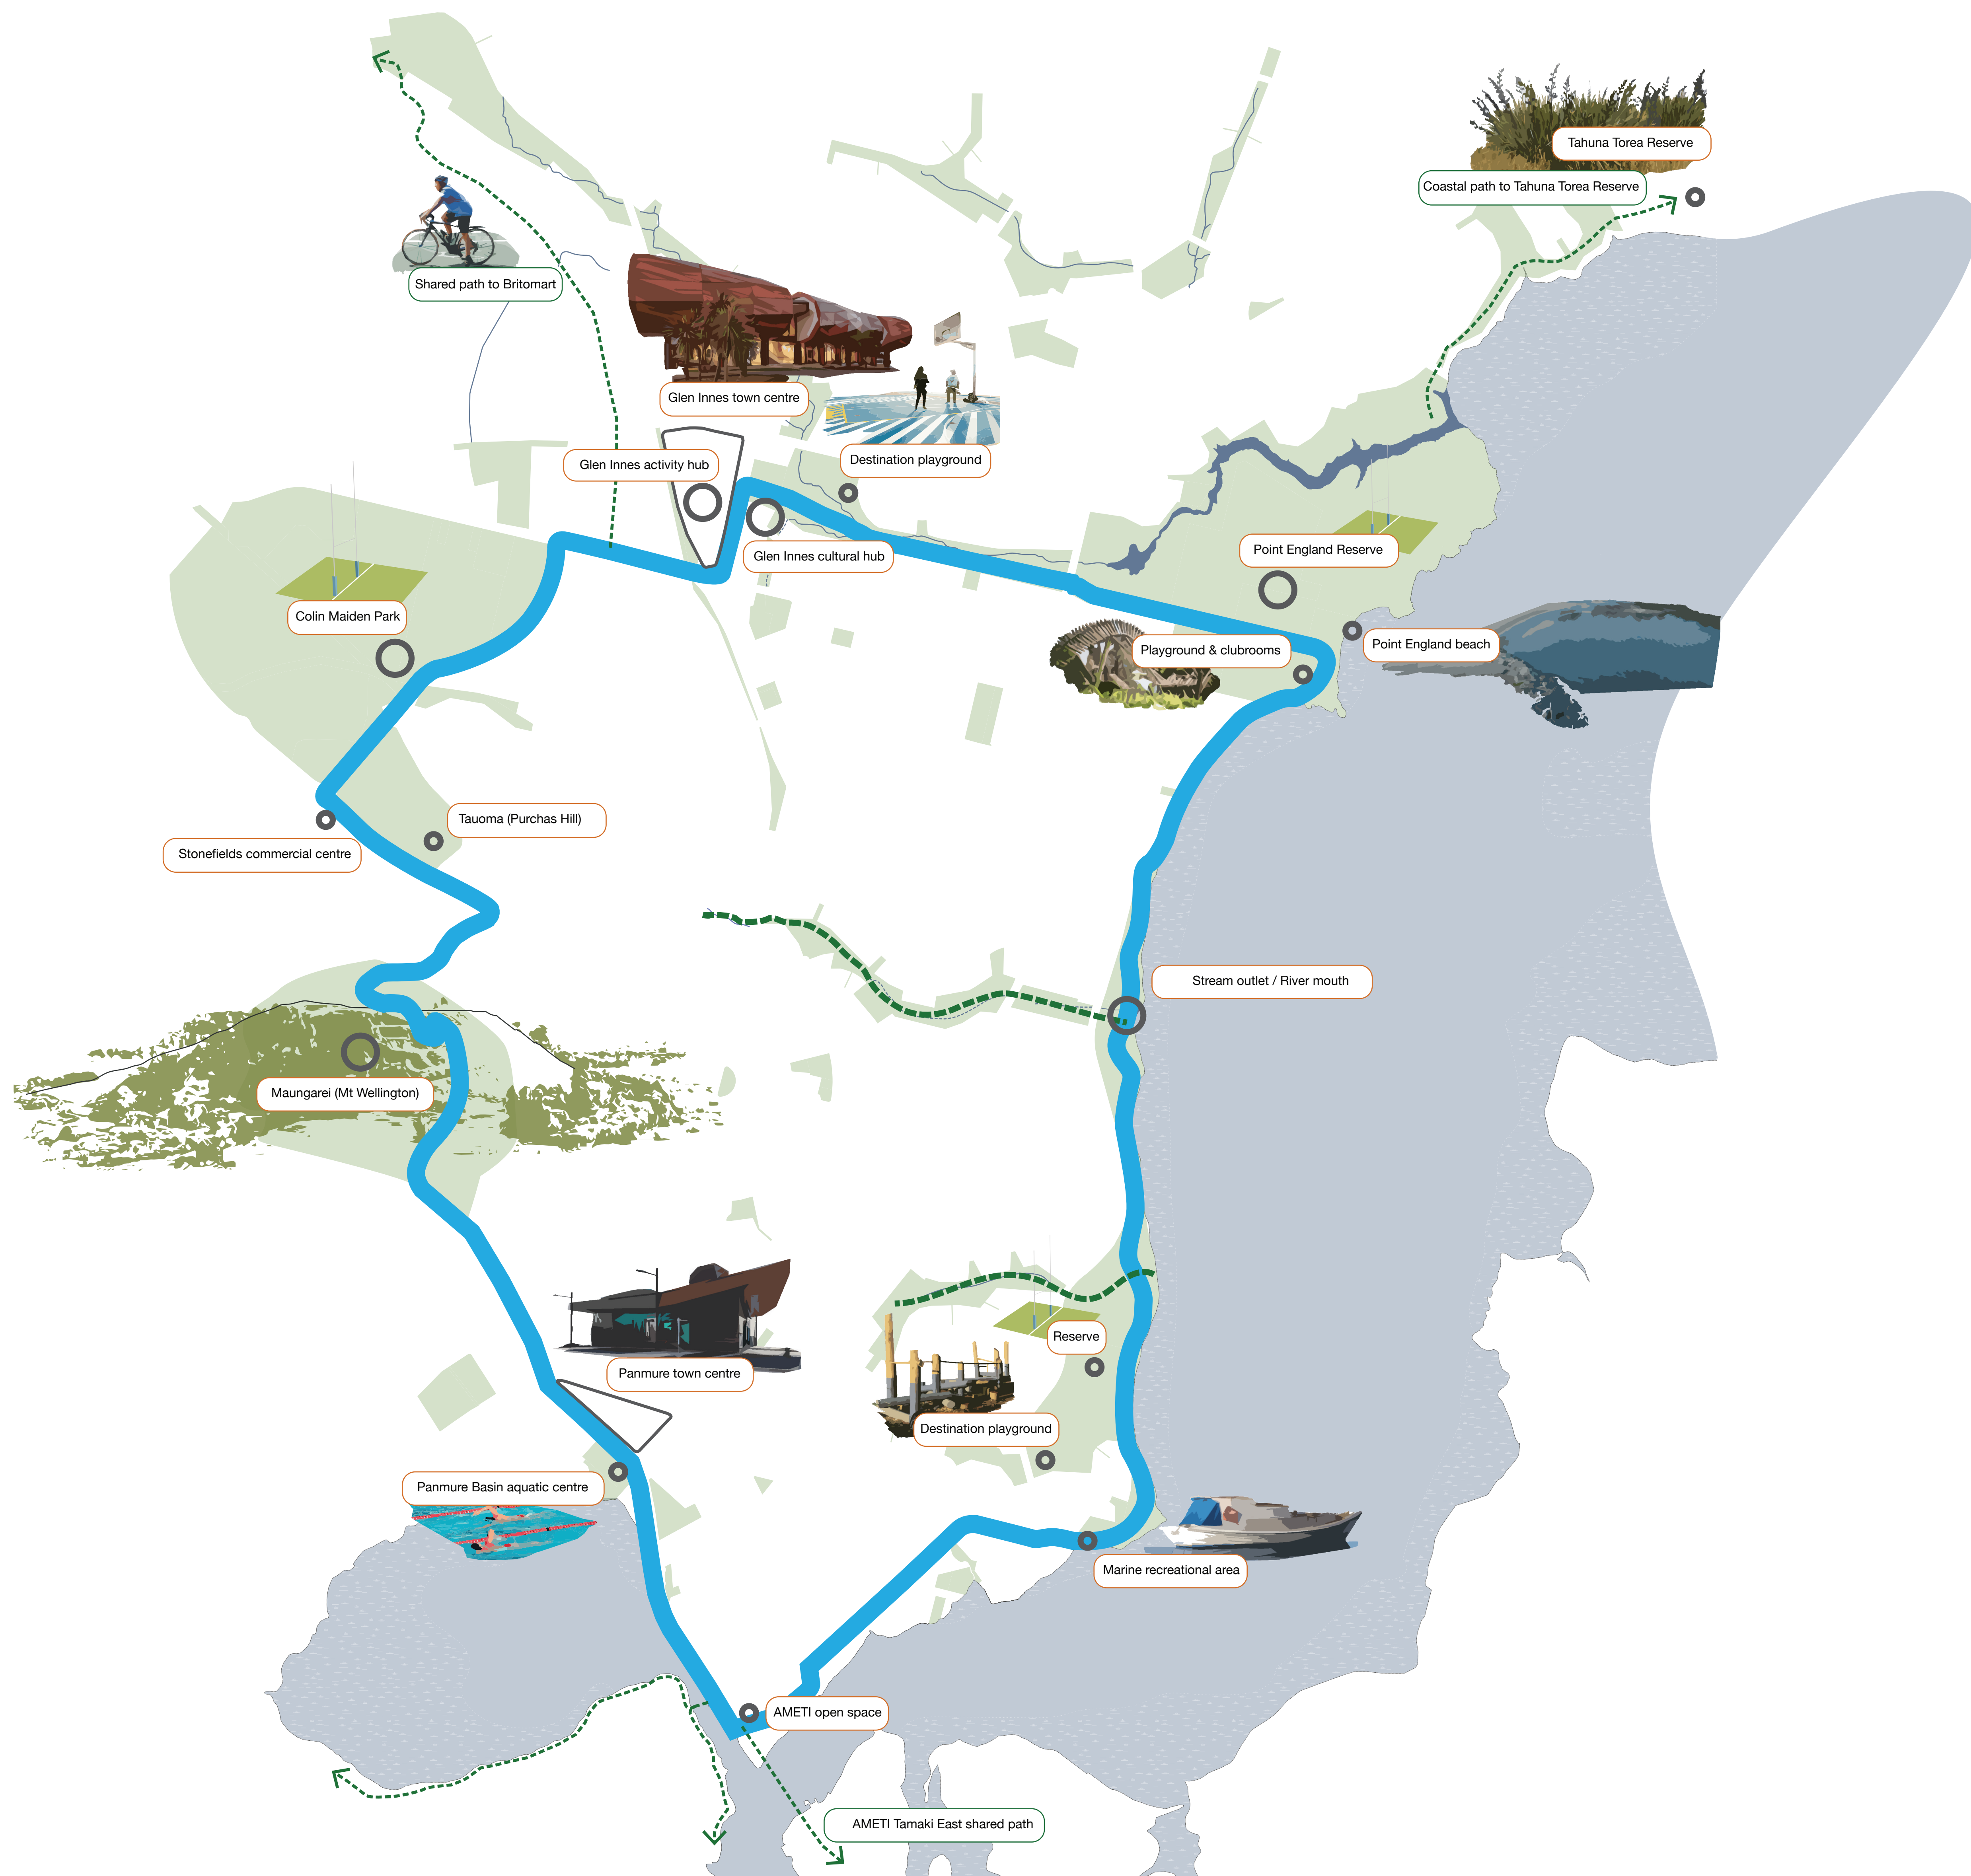 Tahuna Torea Reserve
Coastal path to Tahuna Torea Reserve
Shared path to Britomart
Glen Innes town centre
Glen Innes activity hub
Destination playground
Glen Innes cultural hub
Point England Reserve
Colin Maiden Park
Playground & clubrooms
Point England beach
Tauoma (Purchas Hill)
Stonefields commercial centre
Stream outlet / River mouth
Maungarei (Mt Wellington)
Reserve
Panmure town centre
Destination playground
Panmure Basin aquatic centre
Marine recreational area
AMETI open space
AMETI Tamaki East shared path